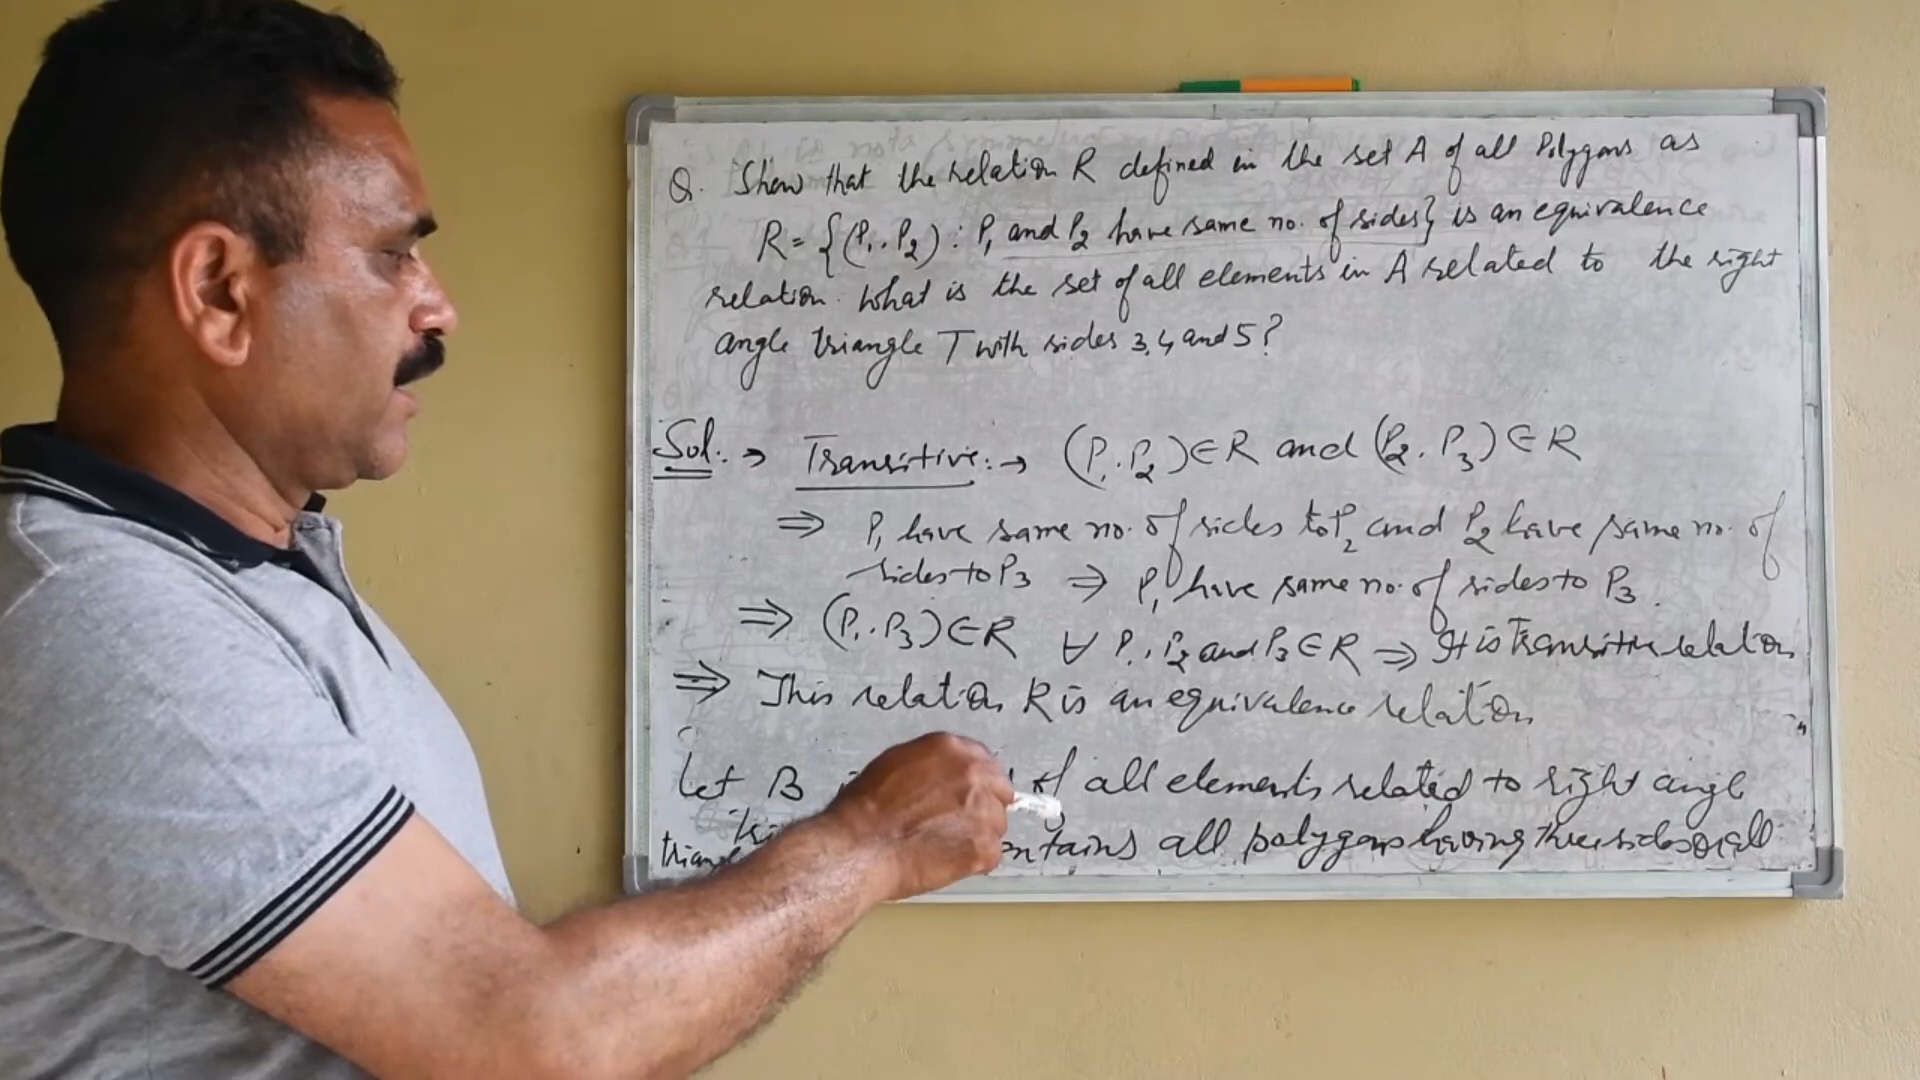 Q. Show that the relation R defined in the set A of all Polygons as
R = {(P₁, P₂) : P₁ and P₂ have same no. of sides} is an equivalence
relation. What is the set of all elements in A related to the right
angle triangle T with sides 3, 4 and 5?
Sol: → Transitive: → (P₁, P₂) ∈ R and (P₂, P₃) ∈ R
⇒ P₁ have same no. of sides to P₂ and P₂ have same no. of
sides to P₃ ⇒ P₁ have same no. of sides to P₃.
⇒ (P₁, P₃) ∈ R ∀ P₁, P₂ and P₃ ∈ R ⇒ It is transitive relation
⇒ This relation R is an equivalence relation
Let B of all elements related to right angle
all polygons having three sides all